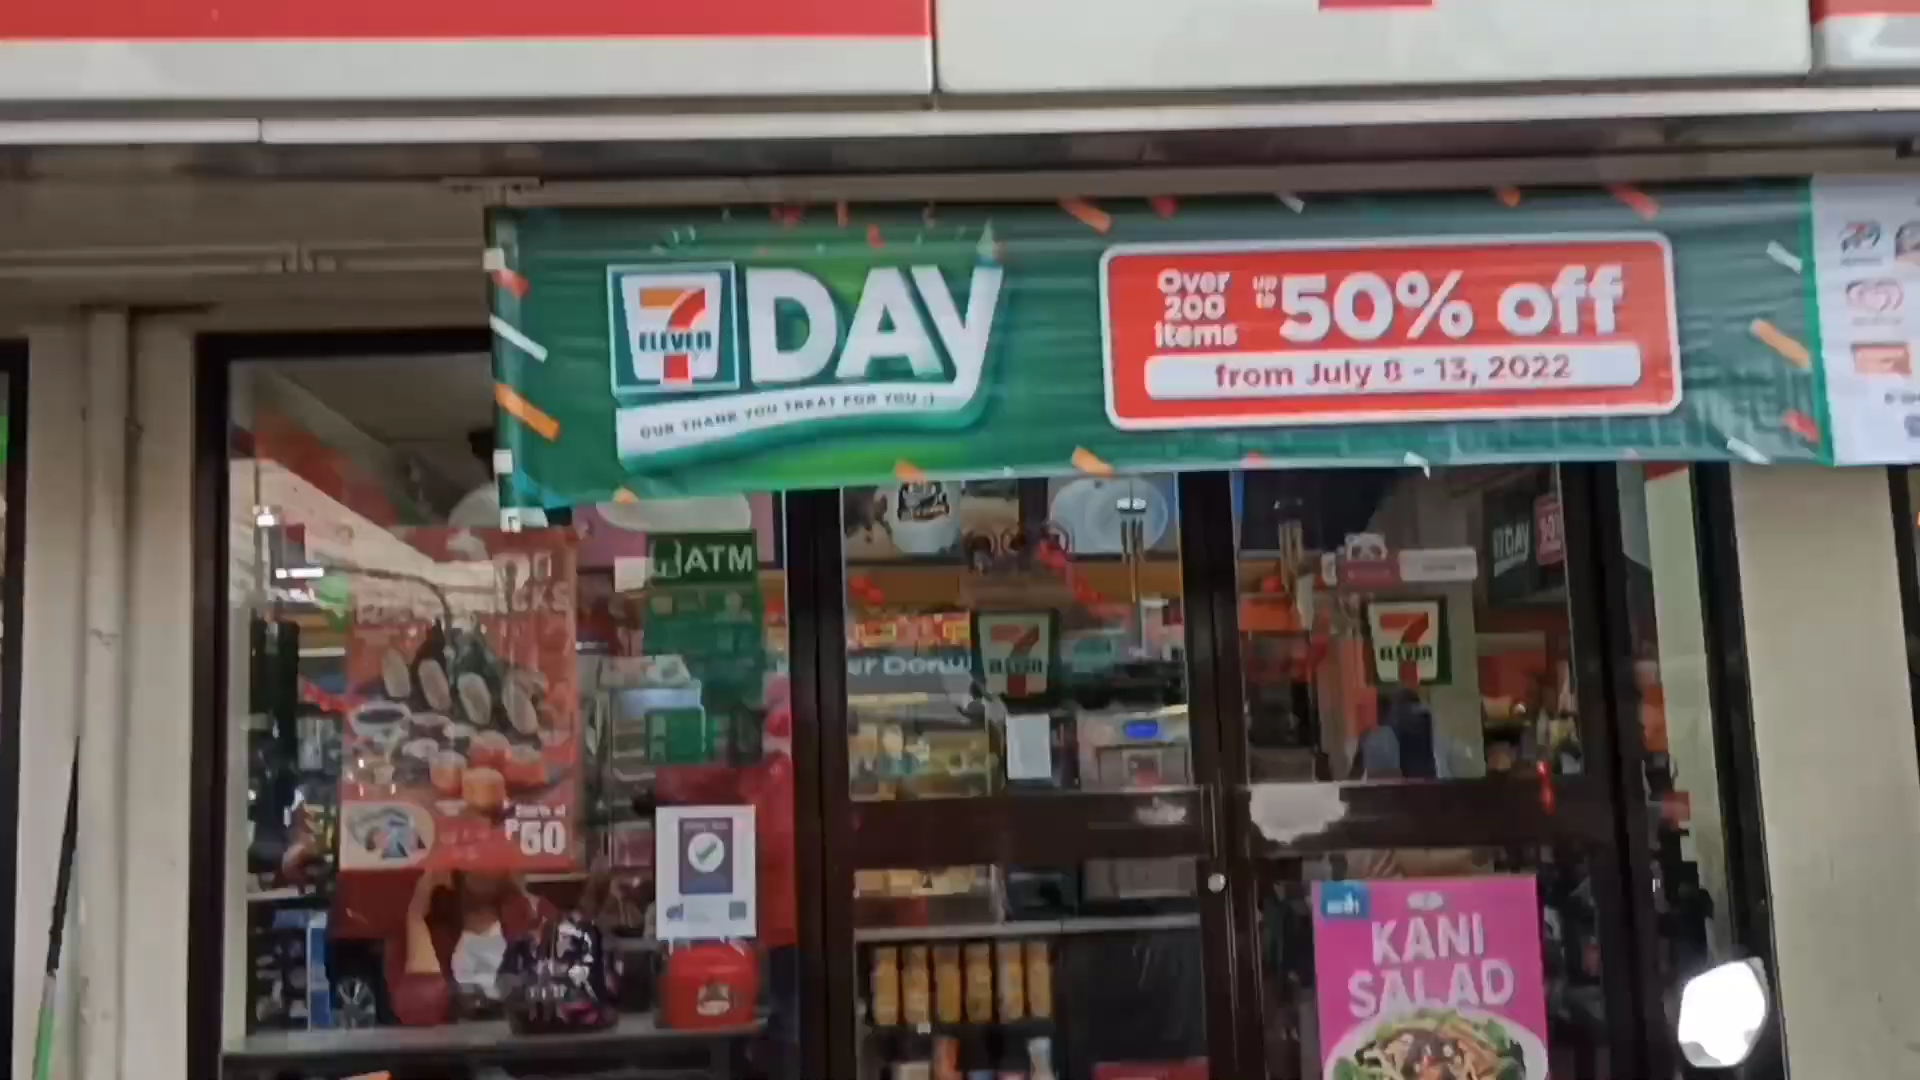 7
ELEVEN
DAY
OUR THANK YOU TREAT FOR YOU :)
Over
200
items
up to
50% off
from July 8 - 13, 2022
ATM
7
ELEVEN
7
ELEVEN
DAY
₱50
KANI
SALAD